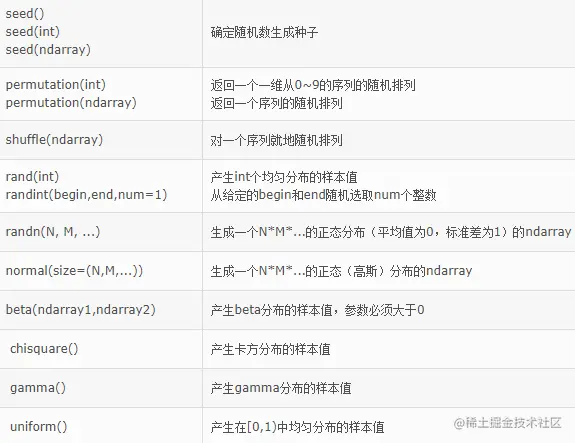 seed()
seed(int)
seed(ndarray)
确定随机数生成种子
permutation(int)
permutation(ndarray)
返回一个一维从0~9的序列的随机排列
返回一个序列的随机排列
shuffle(ndarray)
对一个序列就地随机排列
rand(int)
randint(begin,end,num=1)
产生int个均匀分布的样本值
从给定的begin和end随机选取num个整数
randn(N, M, ...)
生成一个N*M*...的正态分布（平均值为0，标准差为1）的ndarray
normal(size=(N,M,...))
生成一个N*M*...的正态（高斯）分布的ndarray
beta(ndarray1,ndarray2)
产生beta分布的样本值，参数必须大于0
chisquare()
产生卡方分布的样本值
gamma()
产生gamma分布的样本值
uniform()
产生在[0,1)中均匀分布的样本值
@稀土掘金技术社区